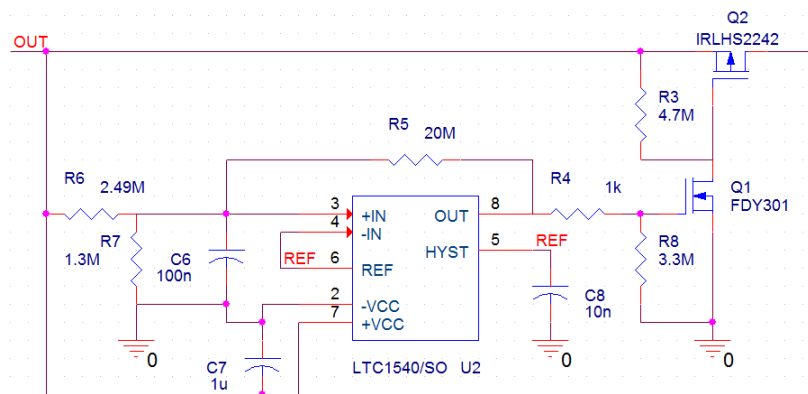 Q2
OUT
IRLHS2242
R3
4.7M
R5
20M
R6
2.49M
R4
1k
Q1
FDY301
3
+IN
OUT
8
4
-IN
R7
1.3M
C6
100n
HYST
5
REF
REF
6
REF
R8
3.3M
2
-VCC
7
+VCC
C8
10n
0
0
0
C7
1u
LTC1540/SO
U2